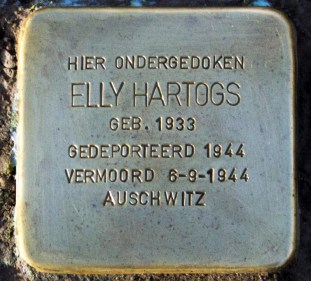 HIER ONDERGEDOKEN
ELLY HARTOGS
GEB. 1933
GEDEPORTEERD 1944
VERMOORD 6-9-1944
AUSCHWITZ